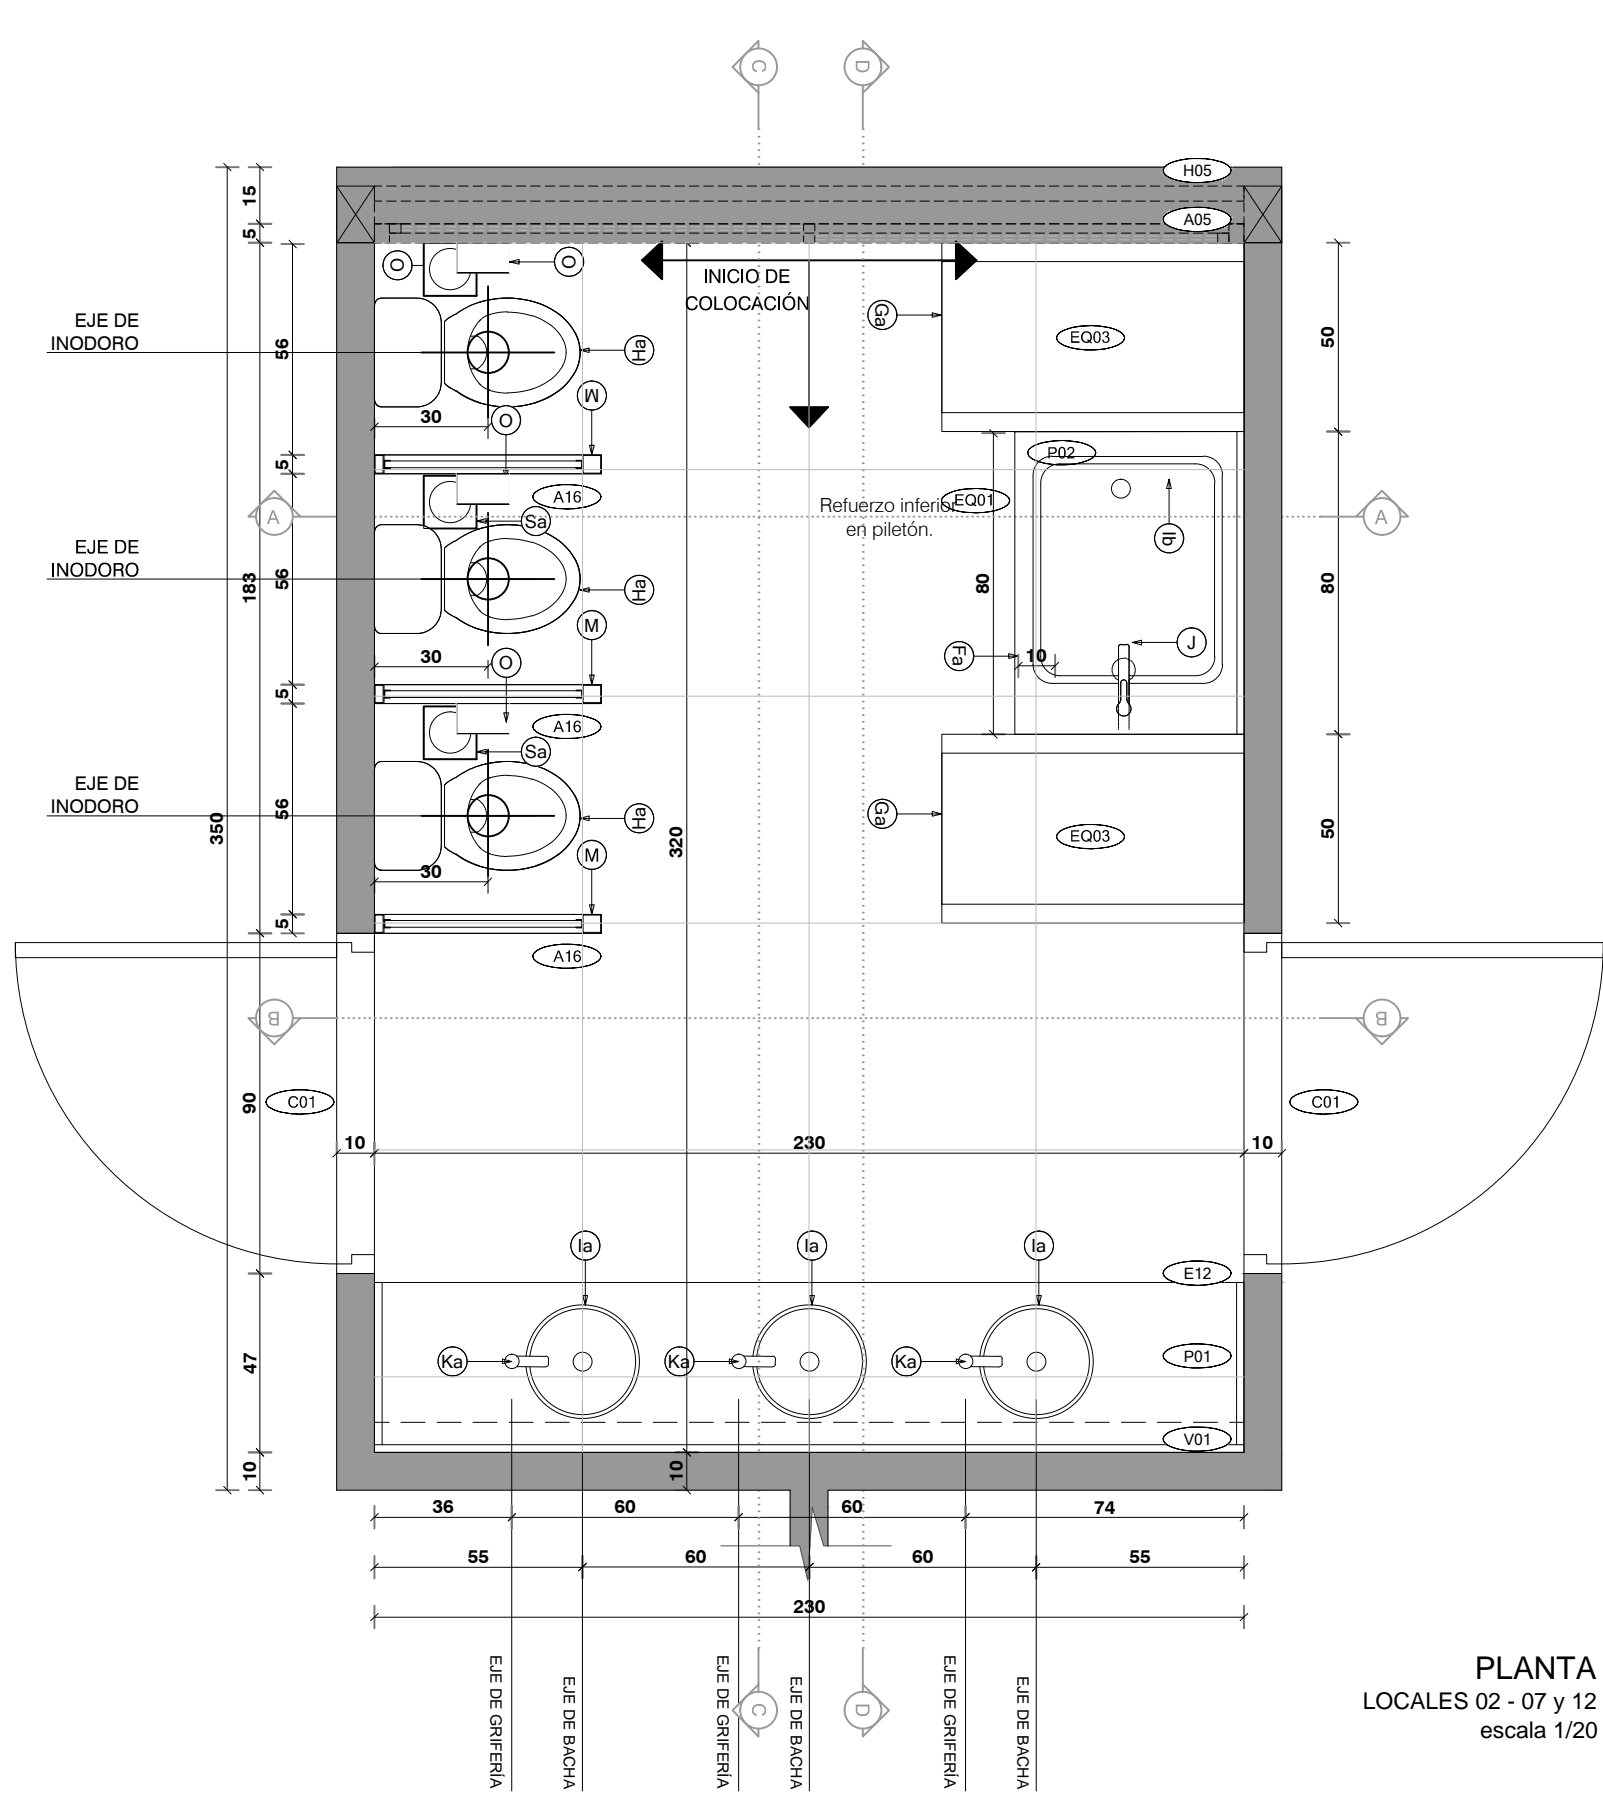 C
D
H05
15
A05
5
O
O
INICIO DE
COLOCACIÓN
Ga
EQ03
50
EJE DE
INODORO
56
Ha
M
30
O
P02
5
A16
EQ01
Refuerzo inferior
en piletón.
A
A
Sa
Ib
EJE DE
INODORO
183
56
Ha
80
80
M
J
30
O
Fa
10
5
A16
Sa
EJE DE
INODORO
350
56
Ha
320
Ga
EQ03
50
M
30
5
A16
B
B
C01
90
C01
10
230
10
Ia
Ia
Ia
E12
Ka
Ka
Ka
P01
47
V01
10
10
36
60
60
74
55
60
60
55
230
EJE DE GRIFERÍA
EJE DE BACHA
EJE DE GRIFERÍA
EJE DE BACHA
EJE DE GRIFERÍA
EJE DE BACHA
C
D
PLANTA
LOCALES 02 - 07 y 12
escala 1/20